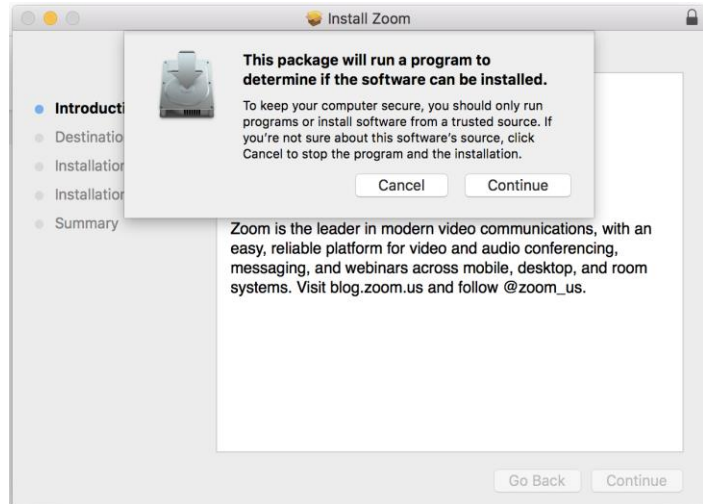 Install Zoom
This package will run a program to
determine if the software can be installed.
To keep your computer secure, you should only run
programs or install software from a trusted source. If
you're not sure about this software's source, click
Cancel to stop the program and the installation.
Cancel
Continue
Introducti
Destinatio
Installation
Installation
Summary
Zoom is the leader in modern video communications, with an
easy, reliable platform for video and audio conferencing,
messaging, and webinars across mobile, desktop, and room
systems. Visit blog.zoom.us and follow @zoom_us.
Go Back
Continue